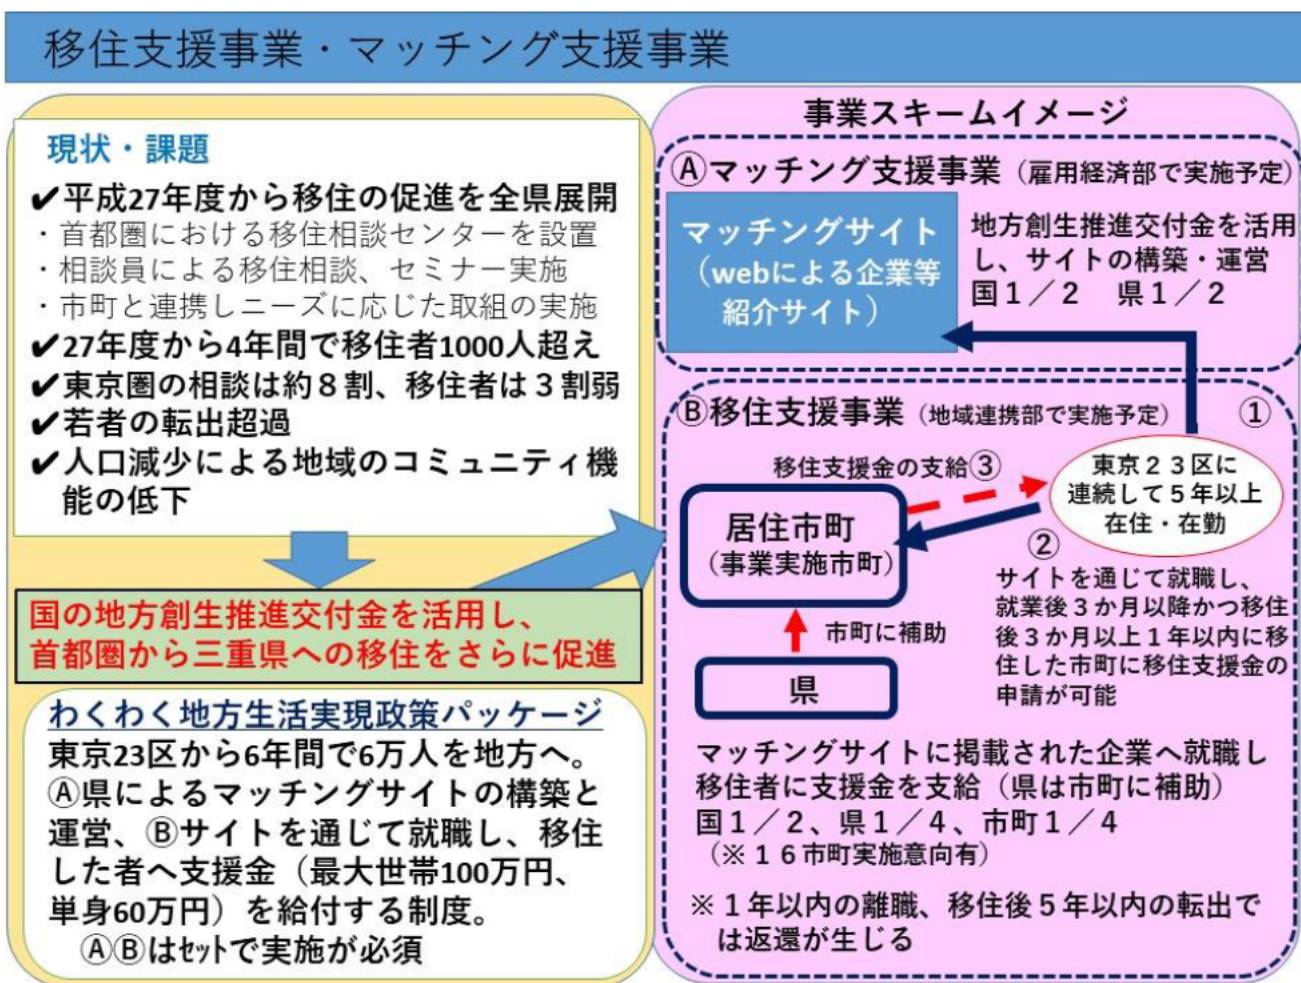 移住支援事業・マッチング支援事業
現状・課題
✔平成27年度から移住の促進を全県展開
・首都圏における移住相談センターを設置
・相談員による移住相談、セミナー実施
・市町と連携しニーズに応じた取組の実施
✔27年度から4年間で移住者1000人超え
✔東京圏の相談は約８割、移住者は３割弱
✔若者の転出超過
✔人口減少による地域のコミュニティ機
能の低下
国の地方創生推進交付金を活用し、
首都圏から三重県への移住をさらに促進
わくわく地方生活実現政策パッケージ
東京23区から6年間で6万人を地方へ。
Ⓐ県によるマッチングサイトの構築と
運営、Ⓑサイトを通じて就職し、移住
した者へ支援金（最大世帯100万円、
単身60万円）を給付する制度。
ⒶⒷはｾｯﾄで実施が必須
事業スキームイメージ
Ⓐマッチング支援事業（雇用経済部で実施予定）
マッチングサイト
（webによる企業等
紹介サイト）
地方創生推進交付金を活用
し、サイトの構築・運営
国１／２　県１／２
Ⓑ移住支援事業（地域連携部で実施予定）
①
移住支援金の支給③
東京２３区に
連続して５年以上
在住・在勤
居住市町
（事業実施市町）
②
サイトを通じて就職し、
就業後３か月以降かつ移住
後３か月以上１年以内に移
住した市町に移住支援金の
申請が可能
市町に補助
県
マッチングサイトに掲載された企業へ就職し
移住者に支援金を支給（県は市町に補助）
国１／２、県１／４、市町１／４
（※１６市町実施意向有）
※１年以内の離職、移住後５年以内の転出で
は返還が生じる